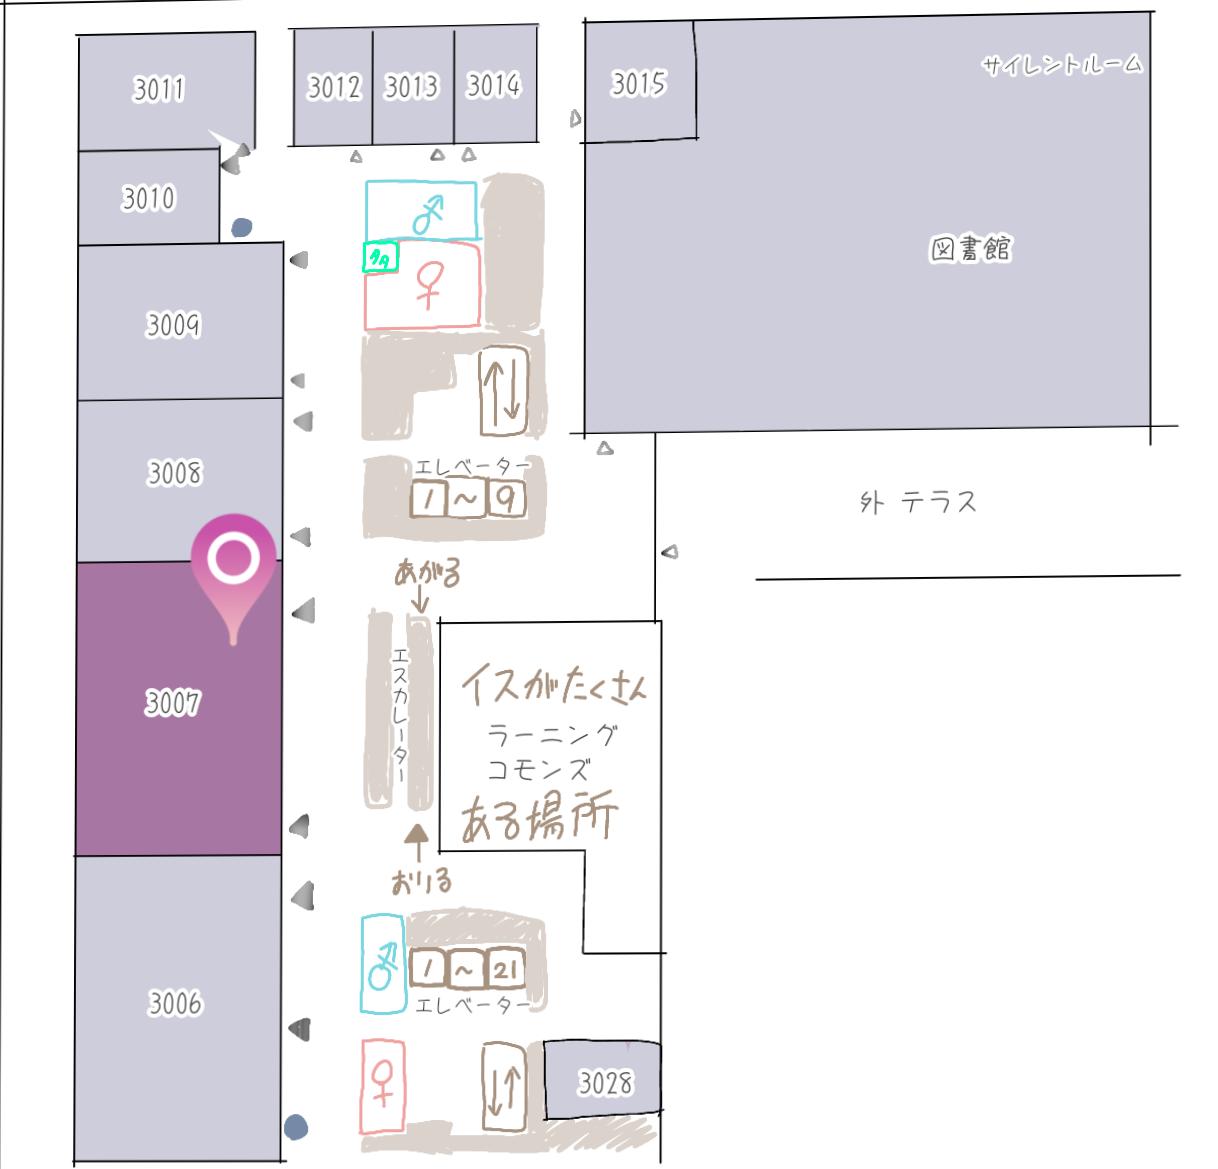 3011
3012
3013
3014
3015
サイレントルーム
3010
図書館
3009
3008
エレベーター
1 ~ 9
外 テラス
あがる
エスカレーター
イスがたくさん
ラーニング
コモンズ
ある場所
3007
おりる
1 ~ 21
エレベーター
3006
3028